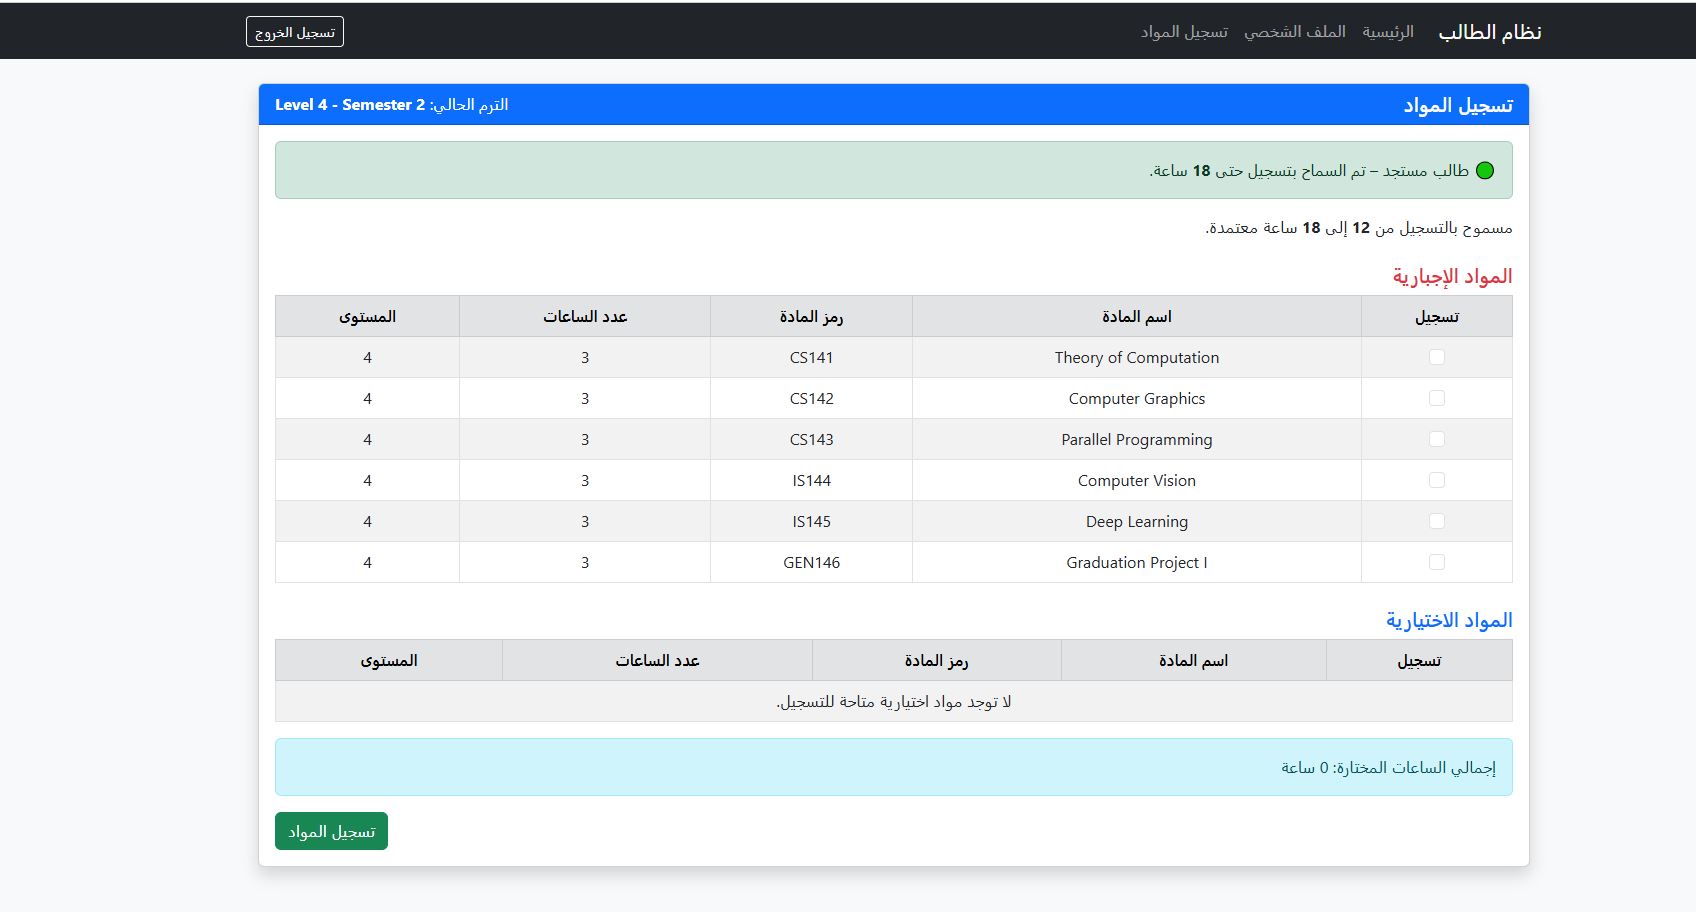 نظام الطالب الرئيسية الملف الشخصي تسجيل المواد تسجيل الخروج
تسجيل المواد الترم الحالي: Level 4 - Semester 2
طالب مستجد – تم السماح بتسجيل حتى 18 ساعة.
مسموح بالتسجيل من 12 إلى 18 ساعة معتمدة.
المواد الإجبارية
تسجيل اسم المادة رمز المادة عدد الساعات المستوى
Theory of Computation CS141 3 4
Computer Graphics CS142 3 4
Parallel Programming CS143 3 4
Computer Vision IS144 3 4
Deep Learning IS145 3 4
Graduation Project I GEN146 3 4
المواد الاختيارية
تسجيل اسم المادة رمز المادة عدد الساعات المستوى
لا توجد مواد اختيارية متاحة للتسجيل.
إجمالي الساعات المختارة: 0 ساعة
تسجيل المواد